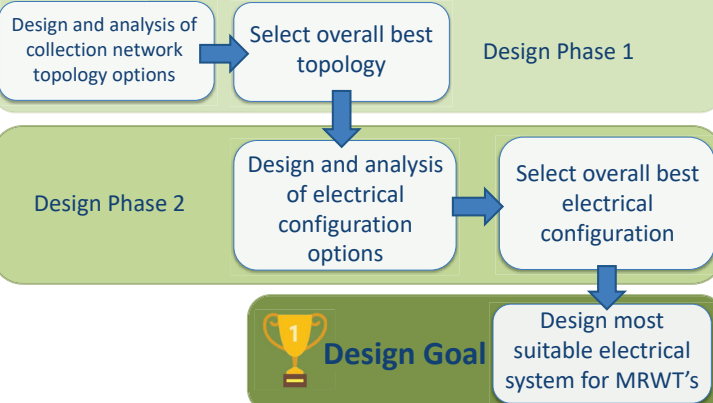 Design and analysis of
collection network
topology options
Select overall best
topology
Design Phase 1
Design Phase 2
Design and analysis
of electrical
configuration
options
Select overall best
electrical
configuration
1
Design Goal
Design most
suitable electrical
system for MRWT's